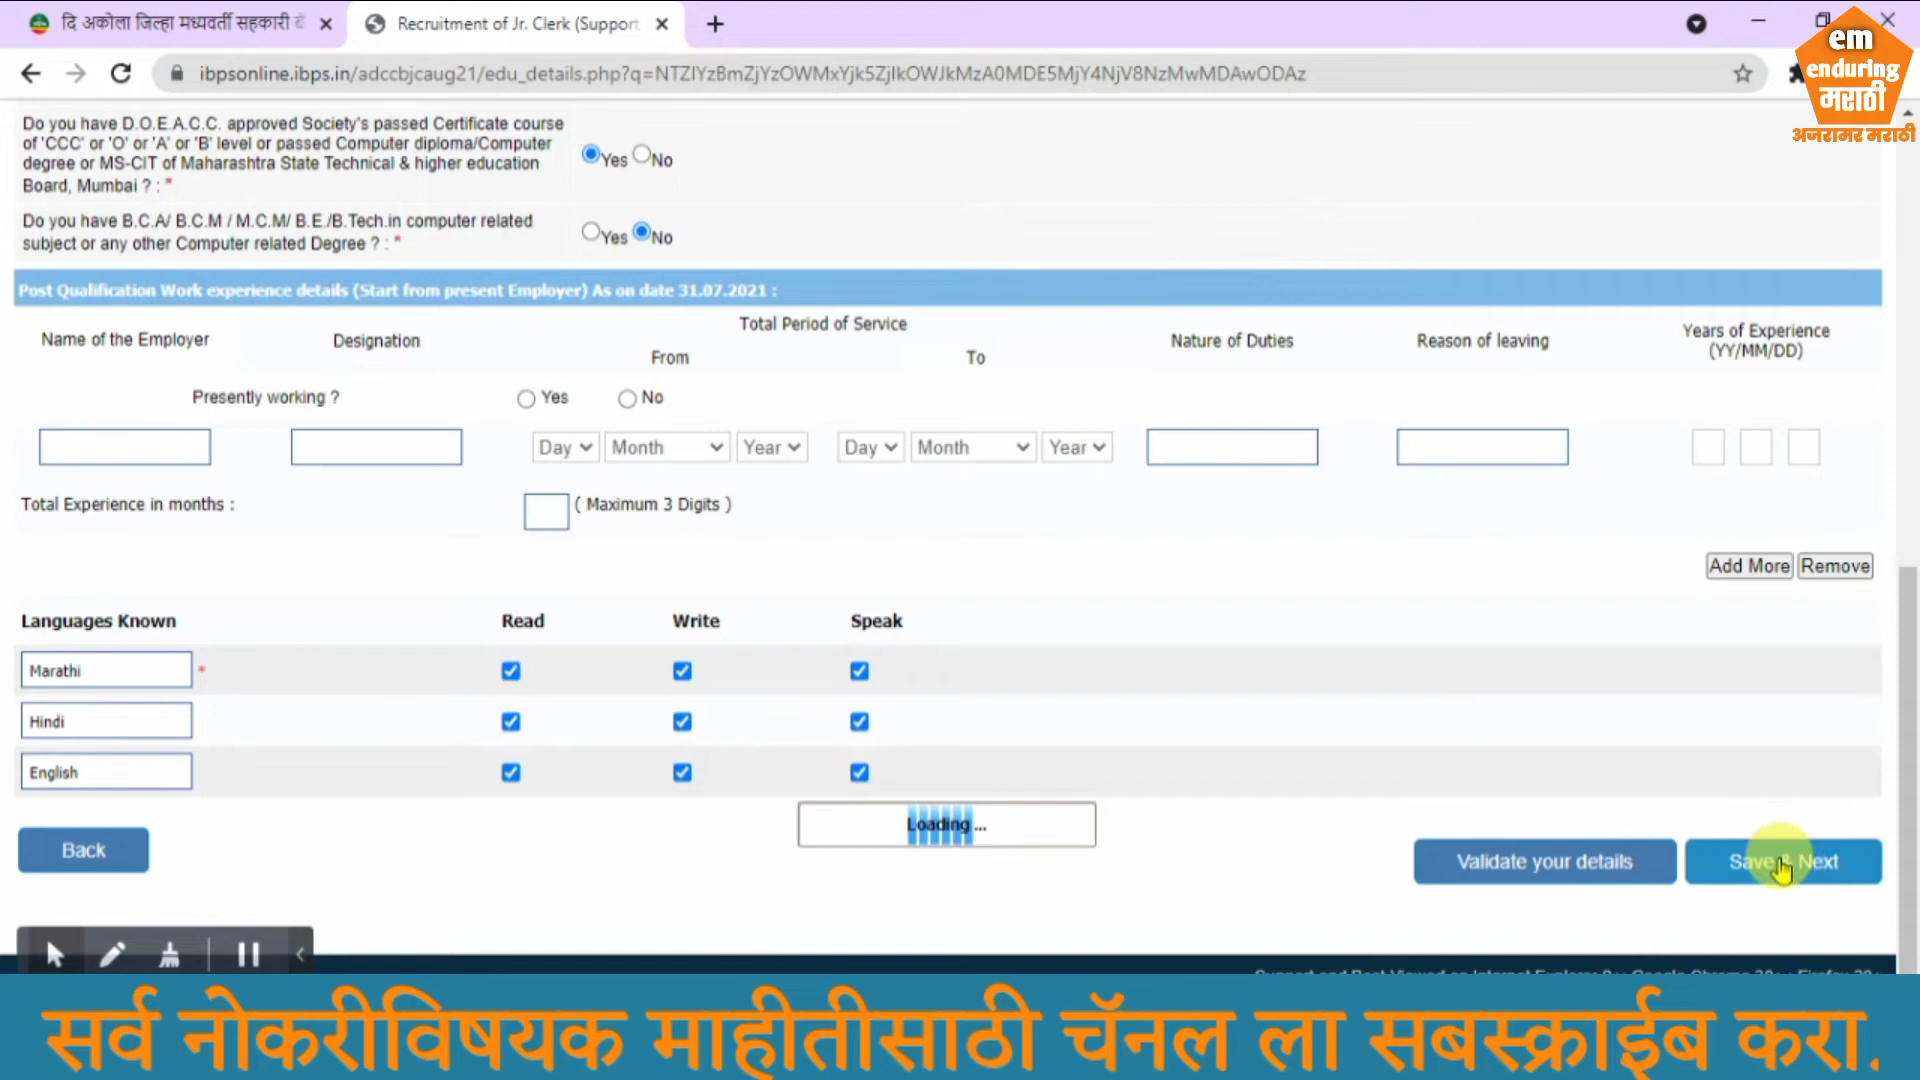 दि अकोला जिल्हा मध्यवर्ती सहकारी बँ
Recruitment of Jr. Clerk (Support
ibpsonline.ibps.in/adccbjcaug21/edu_details.php?q=NTZlYzBmZjYzOWMxYjk5ZjlkOWJkMzA0MDE5MjY4NjV8NzMwMDAwODAz
em
enduring
मराठी
अजरामर मराठी
Do you have D.O.E.A.C.C. approved Society's passed Certificate course
of 'CCC' or 'O' or 'A' or 'B' level or passed Computer diploma/Computer
degree or MS-CIT of Maharashtra State Technical & higher education
Board, Mumbai ? : *
Yes No
Do you have B.C.A/ B.C.M / M.C.M/ B.E./B.Tech.in computer related
subject or any other Computer related Degree ? : *
Yes No
Post Qualification Work experience details (Start from present Employer) As on date 31.07.2021 :
Name of the Employer Designation Total Period of Service Nature of Duties Reason of leaving Years of Experience
(YY/MM/DD)
From To
Presently working ? Yes No
Day Month Year Day Month Year
Total Experience in months : ( Maximum 3 Digits )
Add More Remove
Languages Known Read Write Speak
Marathi *
Hindi
English
Loading ...
Back Validate your details Save & Next
Support and Best Viewed on Internet Explorer
सर्व नोकरीविषयक माहीतीसाठी चॅनल ला सबस्क्राईब करा.